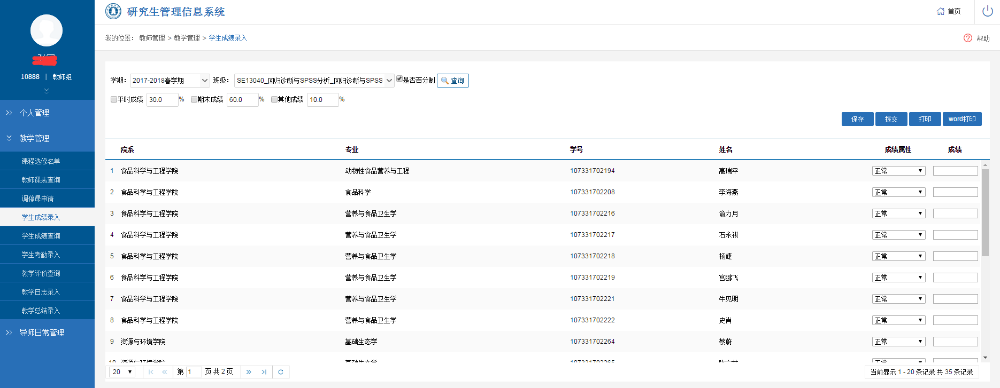 研究生管理信息系统
首页
我的位置： 教师管理 > 教学管理 > 学生成绩录入
帮助
10888 | 教师组
个人管理
教学管理
课程选修名单
教师课表查询
调停课申请
学生成绩录入
学生成绩查询
学生考勤录入
教学评价查询
教学日志录入
教学总结录入
导师日常管理
学期： 2017-2018春学期 班级： SE13040_回归诊断与SPSS分析_回归诊断与SPSS 是否百分制 查询
平时成绩 30.0 % 期末成绩 60.0 % 其他成绩 10.0 %
保存 提交 打印 word打印
院系 专业 学号 姓名 成绩属性 成绩
1 食品科学与工程学院 动物性食品营养与工程 107331702194 高瑞平 正常
2 食品科学与工程学院 食品科学 107331702208 李海燕 正常
3 食品科学与工程学院 营养与食品卫生学 107331702216 俞力月 正常
4 食品科学与工程学院 营养与食品卫生学 107331702217 石永祺 正常
5 食品科学与工程学院 营养与食品卫生学 107331702218 杨婕 正常
6 食品科学与工程学院 营养与食品卫生学 107331702219 宫鹏飞 正常
7 食品科学与工程学院 营养与食品卫生学 107331702221 牛见明 正常
8 食品科学与工程学院 营养与食品卫生学 107331702222 史肖 正常
9 资源与环境学院 基础生态学 107331702264 蔡蔚 正常
10 资源与环境学院 基础生态学 107331702265 正常
20 第 1 页 共 2 页
当前显示 1 - 20 条记录 共 35 条记录